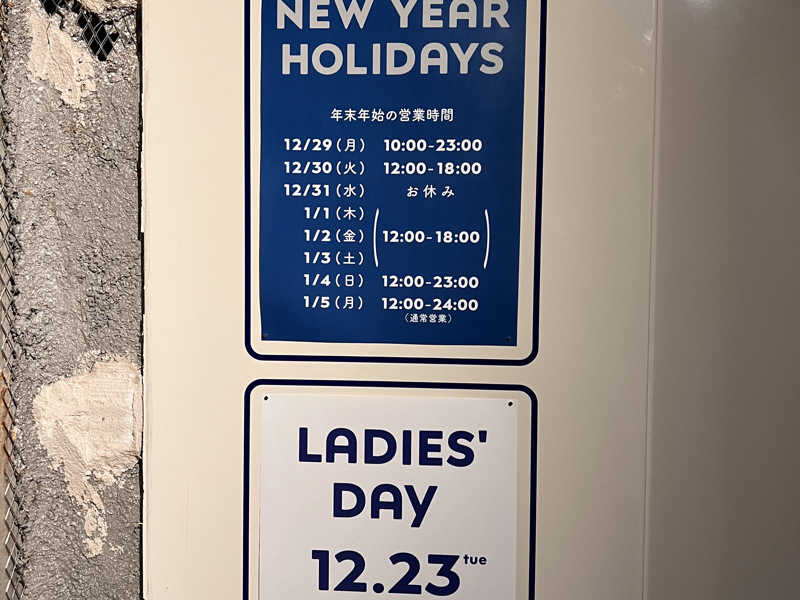 NEW YEAR
HOLIDAYS
年末年始の営業時間
12/29(月) 10:00-23:00
12/30(火) 12:00-18:00
12/31(水) お休み
1/1(木)
1/2(金) (12:00-18:00)
1/3(土)
1/4(日) 12:00-23:00
1/5(月) 12:00-24:00
(通常営業)
LADIES'
DAY
12.23 tue